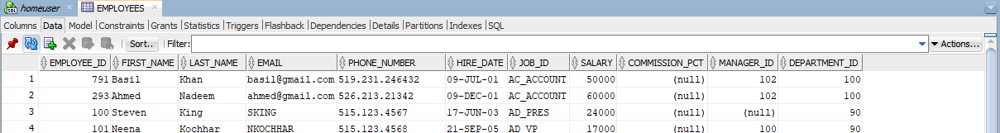 SQL homeuser × EMPLOYEES ×
Columns Data Model Constraints Grants Statistics Triggers Flashback Dependencies Details Partitions Indexes SQL
Sort.. Filter: Actions...
EMPLOYEE_ID FIRST_NAME LAST_NAME EMAIL PHONE_NUMBER HIRE_DATE JOB_ID SALARY COMMISSION_PCT MANAGER_ID DEPARTMENT_ID
1 791 Basil Khan basil@gmail.com 519.231.246432 09-JUL-01 AC_ACCOUNT 50000 (null) 102 100
2 293 Ahmed Nadeem ahmed@gmail.com 526.213.21342 09-DEC-01 AC_ACCOUNT 60000 (null) 102 100
3 100 Steven King SKING 515.123.4567 17-JUN-03 AD_PRES 24000 (null) (null) 90
4 101 Neena Kochhar NKOCHHAR 515.123.4568 21-SEP-05 AD_VP 17000 (null) 100 90